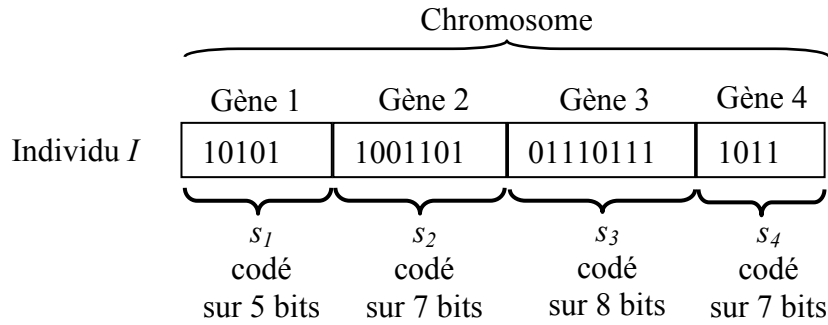 Chromosome
Gène 1 Gène 2 Gène 3 Gène 4
Individu I 10101 1001101 01110111 1011
s1 s2 s3 s4
codé codé codé codé
sur 5 bits sur 7 bits sur 8 bits sur 7 bits